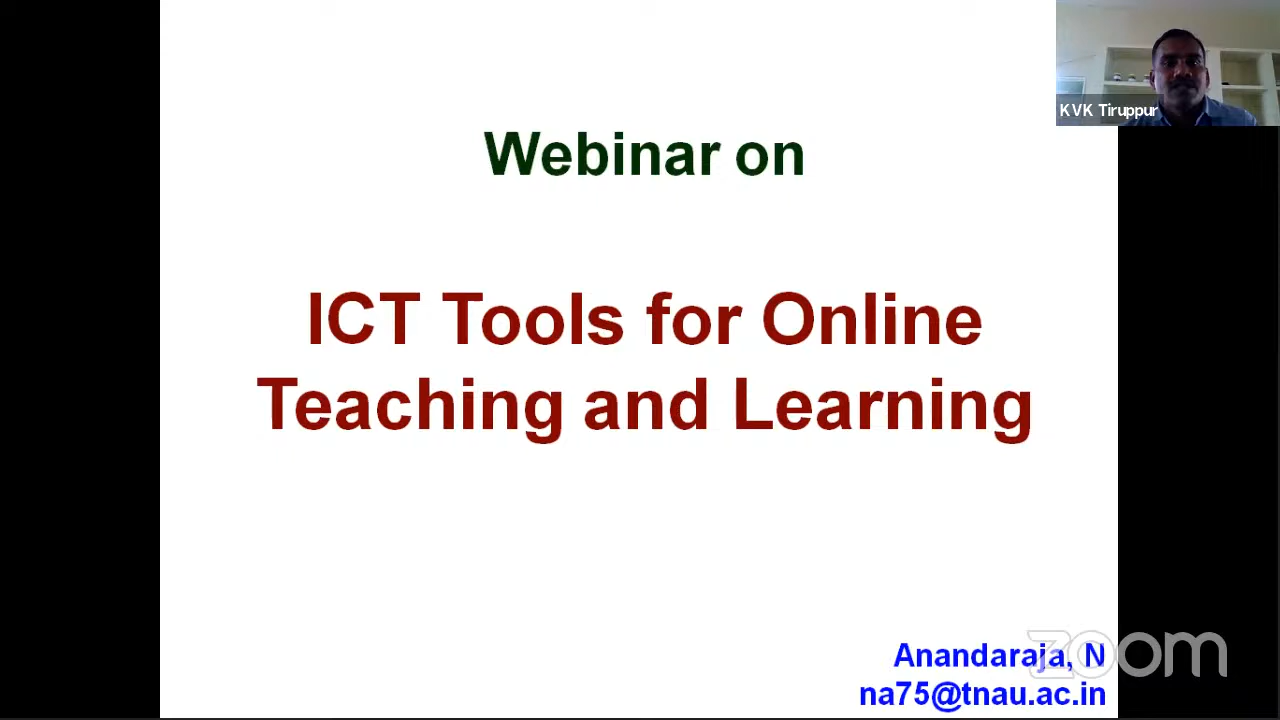 KVK Tiruppur
Webinar on
ICT Tools for Online
Teaching and Learning
Anandaraja, N
na75@tnau.ac.in
zoom